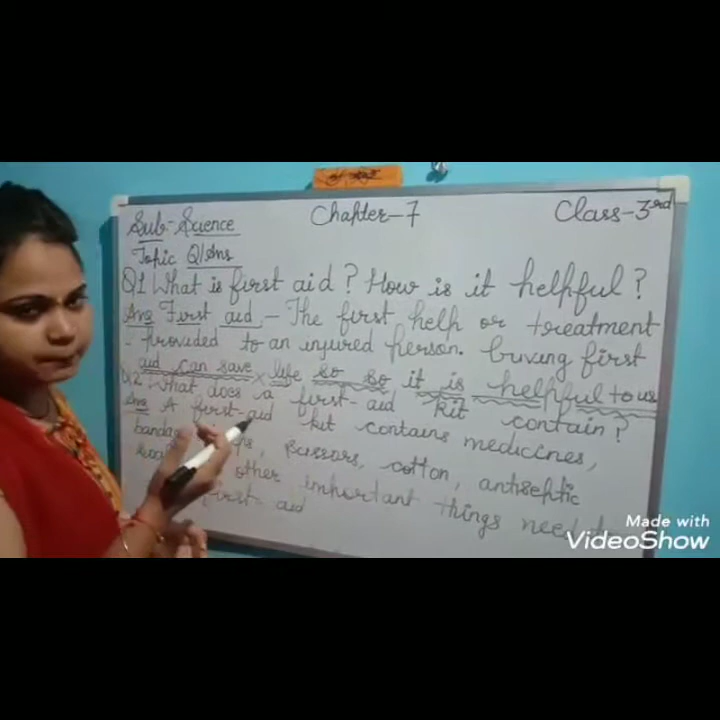 Sub:- Science
Chapter-7
Class-3rd
Topic Q/Ans
Q1 What is first aid? How is it helpful?
Ans First aid - The first help or treatment
provided to an injured person. Giving first
aid can save life so so it is helpful to us
Q2 What does a first-aid kit contain?
Ans A first-aid kit contains medicines,
scissors, cotton, antiseptic
other important things need
first aid
Made with
VideoShow